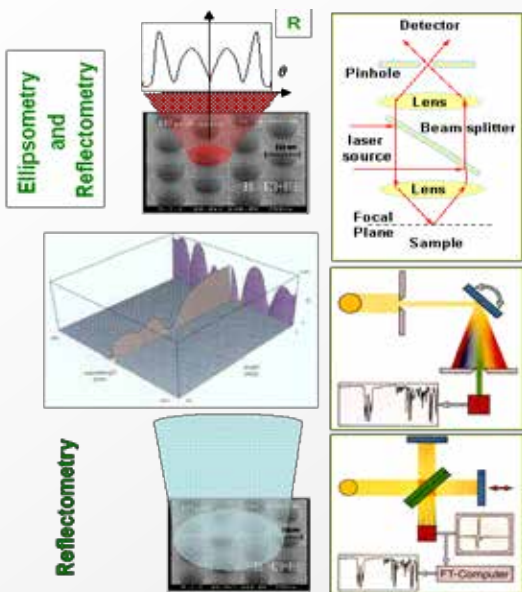 Ellipsometry
and
Reflectometry
R
θ
Detector
Pinhole
Lens
Beam splitter
laser
source
Lens
Focal
Plane
Sample
Reflectometry
FT-Computer